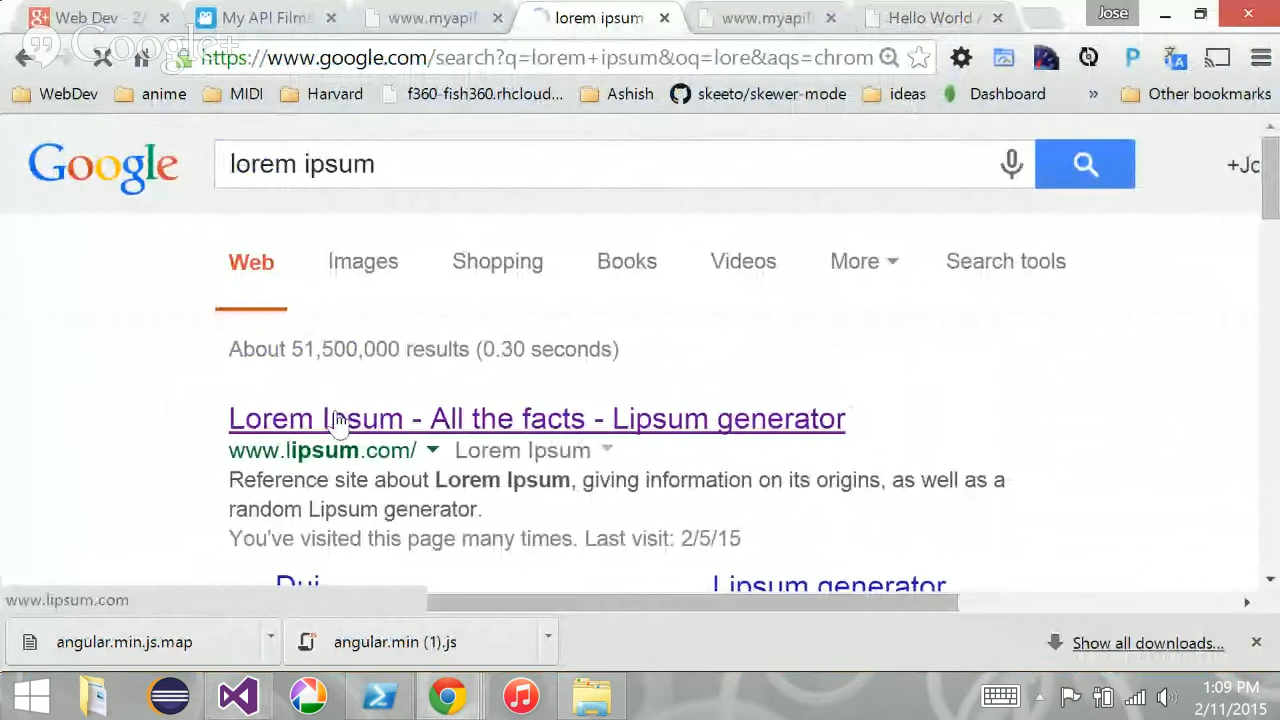 Web Dev - 2/
My API Films
www.myapif
lorem ipsum
www.myapif
Hello World
Jose
Google+
https://www.google.com/search?q=lorem+ipsum&oq=lore&aqs=chrom
WebDev
anime
MIDI
Harvard
f360-fish360.rhcloud...
Ashish
skeeto/skewer-mode
ideas
Dashboard
»
Other bookmarks
Google
lorem ipsum
+Jo
Web
Images
Shopping
Books
Videos
More
Search tools
About 51,500,000 results (0.30 seconds)
Lorem Ipsum - All the facts - Lipsum generator
www.lipsum.com/
Lorem Ipsum
Reference site about Lorem Ipsum, giving information on its origins, as well as a
random Lipsum generator.
You've visited this page many times. Last visit: 2/5/15
Lipsum generator
www.lipsum.com
angular.min.js.map
angular.min (1).js
Show all downloads...
1:09 PM
2/11/2015